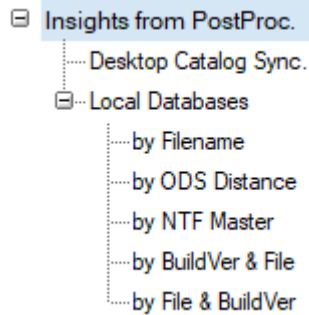 Insights from PostProc.
Desktop Catalog Sync.
Local Databases
by Filename
by ODS Distance
by NTF Master
by BuildVer & File
by File & BuildVer